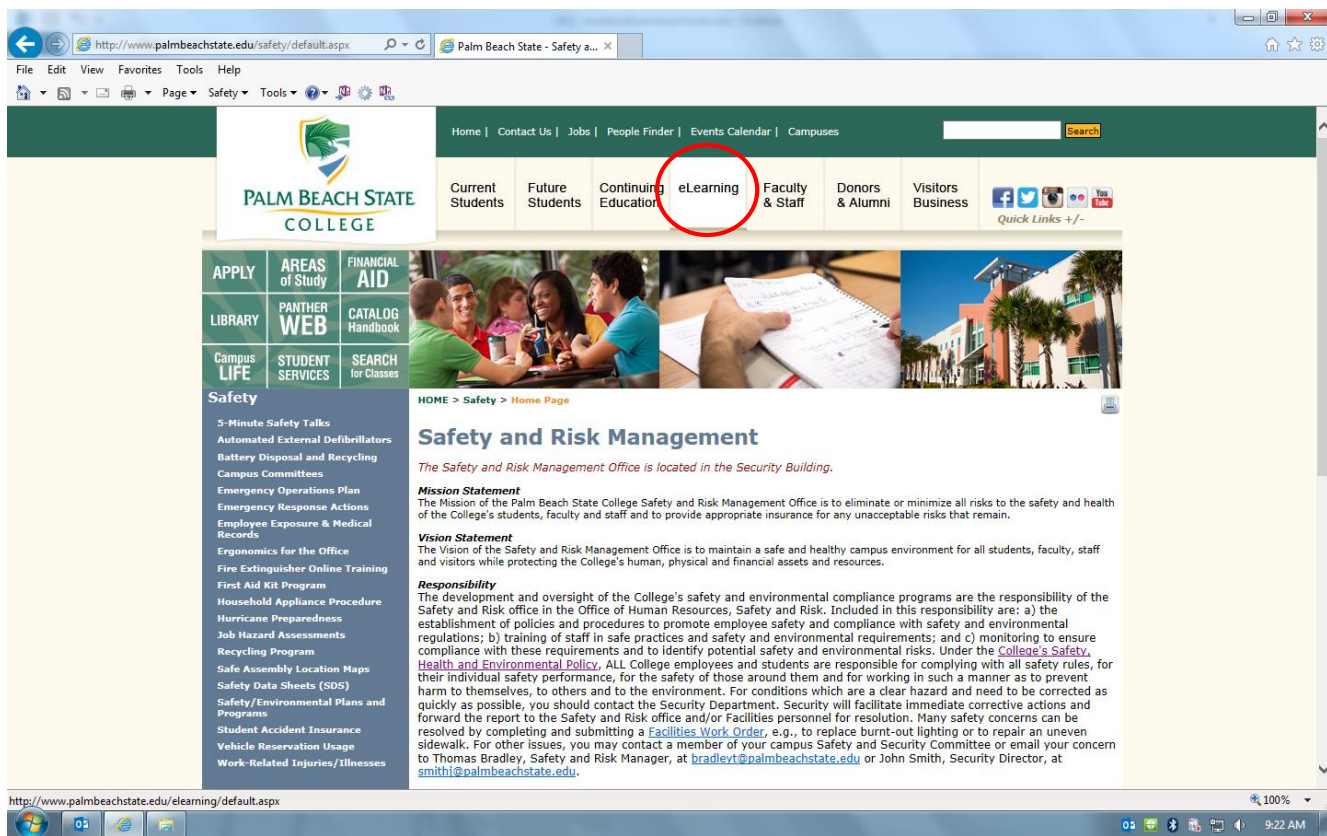 http://www.palmbeachstate.edu/safety/default.aspx
Palm Beach State - Safety a...
File Edit View Favorites Tools Help
Page Safety Tools
Home | Contact Us | Jobs | People Finder | Events Calendar | Campuses
Search
PALM BEACH STATE
COLLEGE
Current Students
Future Students
Continuing Education
eLearning
Faculty & Staff
Donors & Alumni
Visitors Business
You Tube
Quick Links +/-
APPLY
AREAS of Study
FINANCIAL AID
LIBRARY
PANTHER WEB
CATALOG Handbook
Campus LIFE
STUDENT SERVICES
SEARCH for Classes
Safety
5-Minute Safety Talks
Automated External Defibrillators
Battery Disposal and Recycling
Campus Committees
Emergency Operations Plan
Emergency Response Actions
Employee Exposure & Medical
Records
Ergonomics for the Office
Fire Extinguisher Online Training
First Aid Kit Program
Household Appliance Procedure
Hurricane Preparedness
Job Hazard Assessments
Recycling Program
Safe Assembly Location Maps
Safety Data Sheets (SDS)
Safety/Environmental Plans and
Programs
Student Accident Insurance
Vehicle Reservation Usage
Work-Related Injuries/Illnesses
HOME > Safety > Home Page
Safety and Risk Management
The Safety and Risk Management Office is located in the Security Building.
Mission Statement
The Mission of the Palm Beach State College Safety and Risk Management Office is to eliminate or minimize all risks to the safety and health
of the College's students, faculty and staff and to provide appropriate insurance for any unacceptable risks that remain.
Vision Statement
The Vision of the Safety and Risk Management Office is to maintain a safe and healthy campus environment for all students, faculty, staff
and visitors while protecting the College's human, physical and financial assets and resources.
Responsibility
The development and oversight of the College's safety and environmental compliance programs are the responsibility of the
Safety and Risk office in the Office of Human Resources, Safety and Risk. Included in this responsibility are: a) the
establishment of policies and procedures to promote employee safety and compliance with safety and environmental
regulations; b) training of staff in safe practices and safety and environmental requirements; and c) monitoring to ensure
compliance with these requirements and to identify potential safety and environmental risks. Under the College's Safety,
Health and Environmental Policy, ALL College employees and students are responsible for complying with all safety rules, for
their individual safety performance, for the safety of those around them and for working in such a manner as to prevent
harm to themselves, to others and to the environment. For conditions which are a clear hazard and need to be corrected as
quickly as possible, you should contact the Security Department. Security will facilitate immediate corrective actions and
forward the report to the Safety and Risk office and/or Facilities personnel for resolution. Many safety concerns can be
resolved by completing and submitting a Facilities Work Order, e.g., to replace burnt-out lighting or to repair an uneven
sidewalk. For other issues, you may contact a member of your campus Safety and Security Committee or email your concern
to Thomas Bradley, Safety and Risk Manager, at bradleyt@palmbeachstate.edu or John Smith, Security Director, at
smithj@palmbeachstate.edu.
http://www.palmbeachstate.edu/elearning/default.aspx
100%
9:22 AM